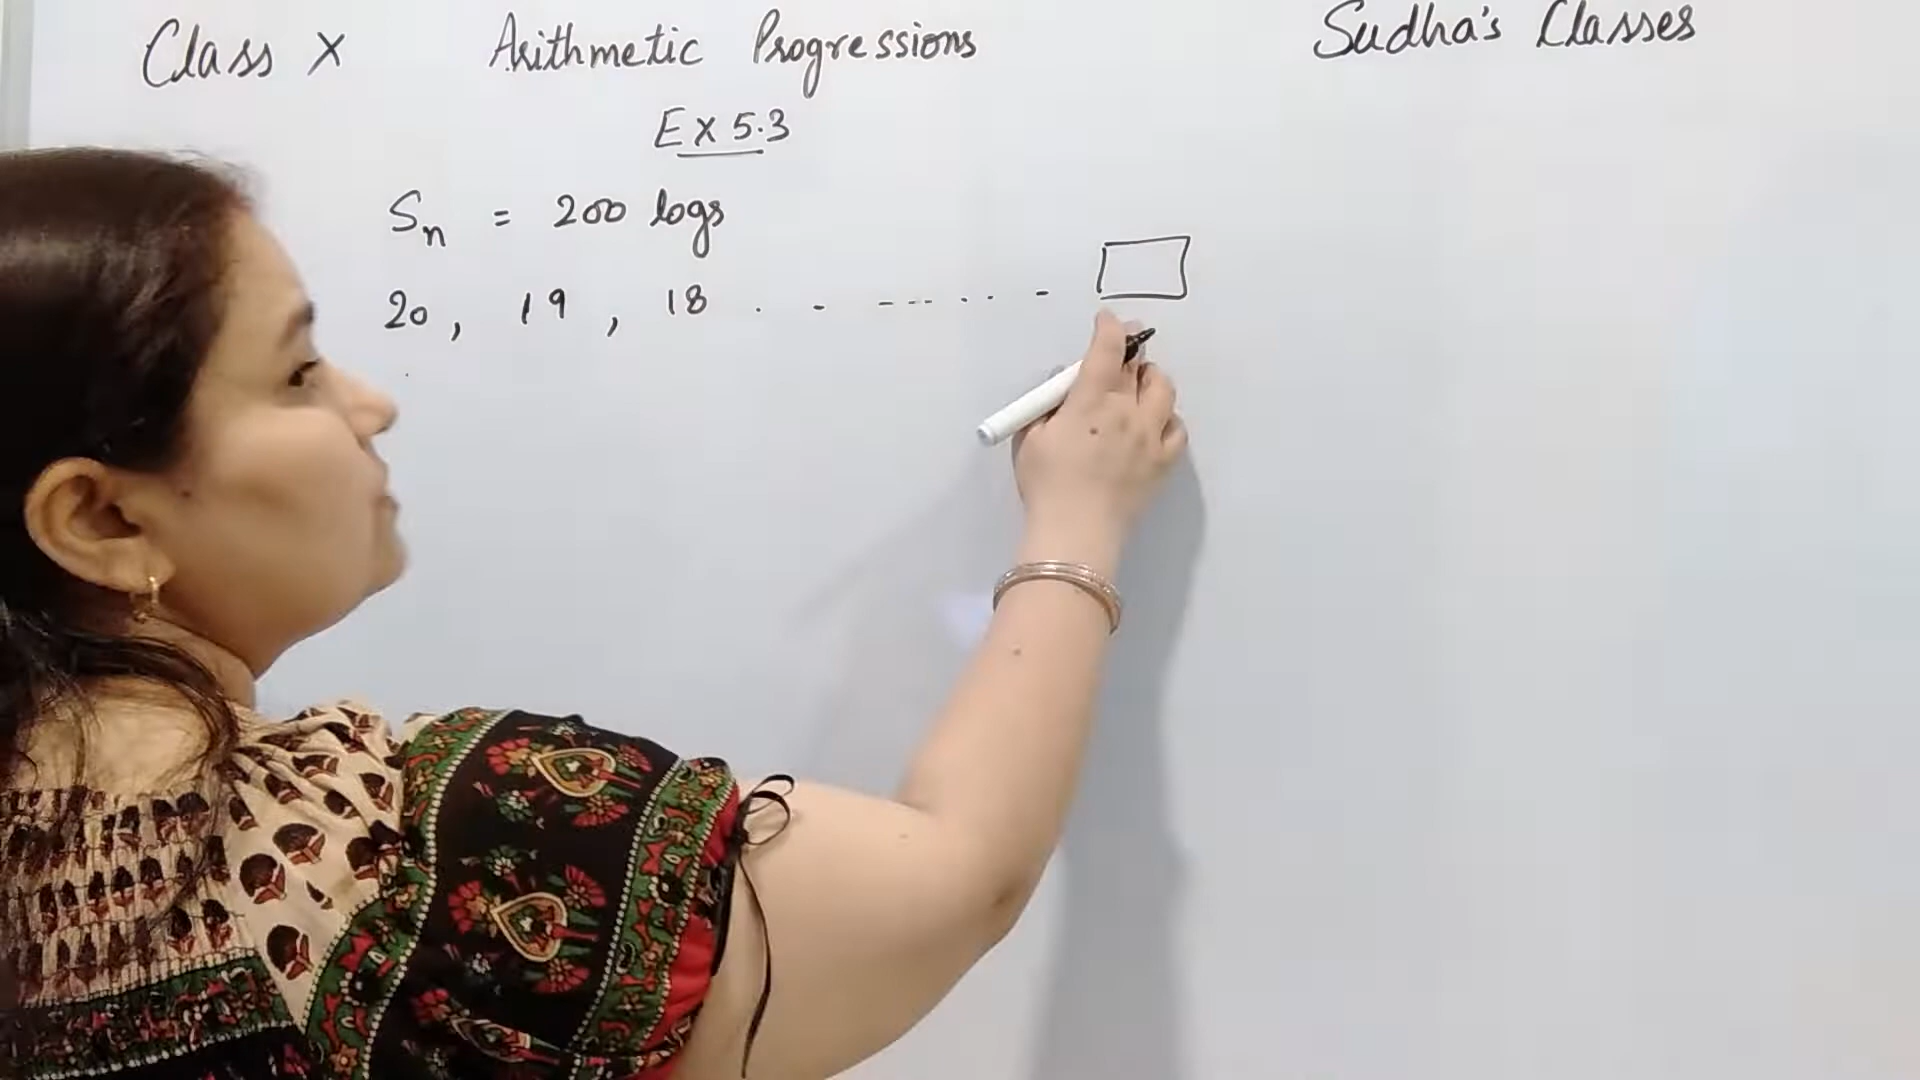 Class X Arithmetic Progressions Sudha's Classes
Ex 5.3
Sn = 200 logs
20, 19, 18 . - --- .. -